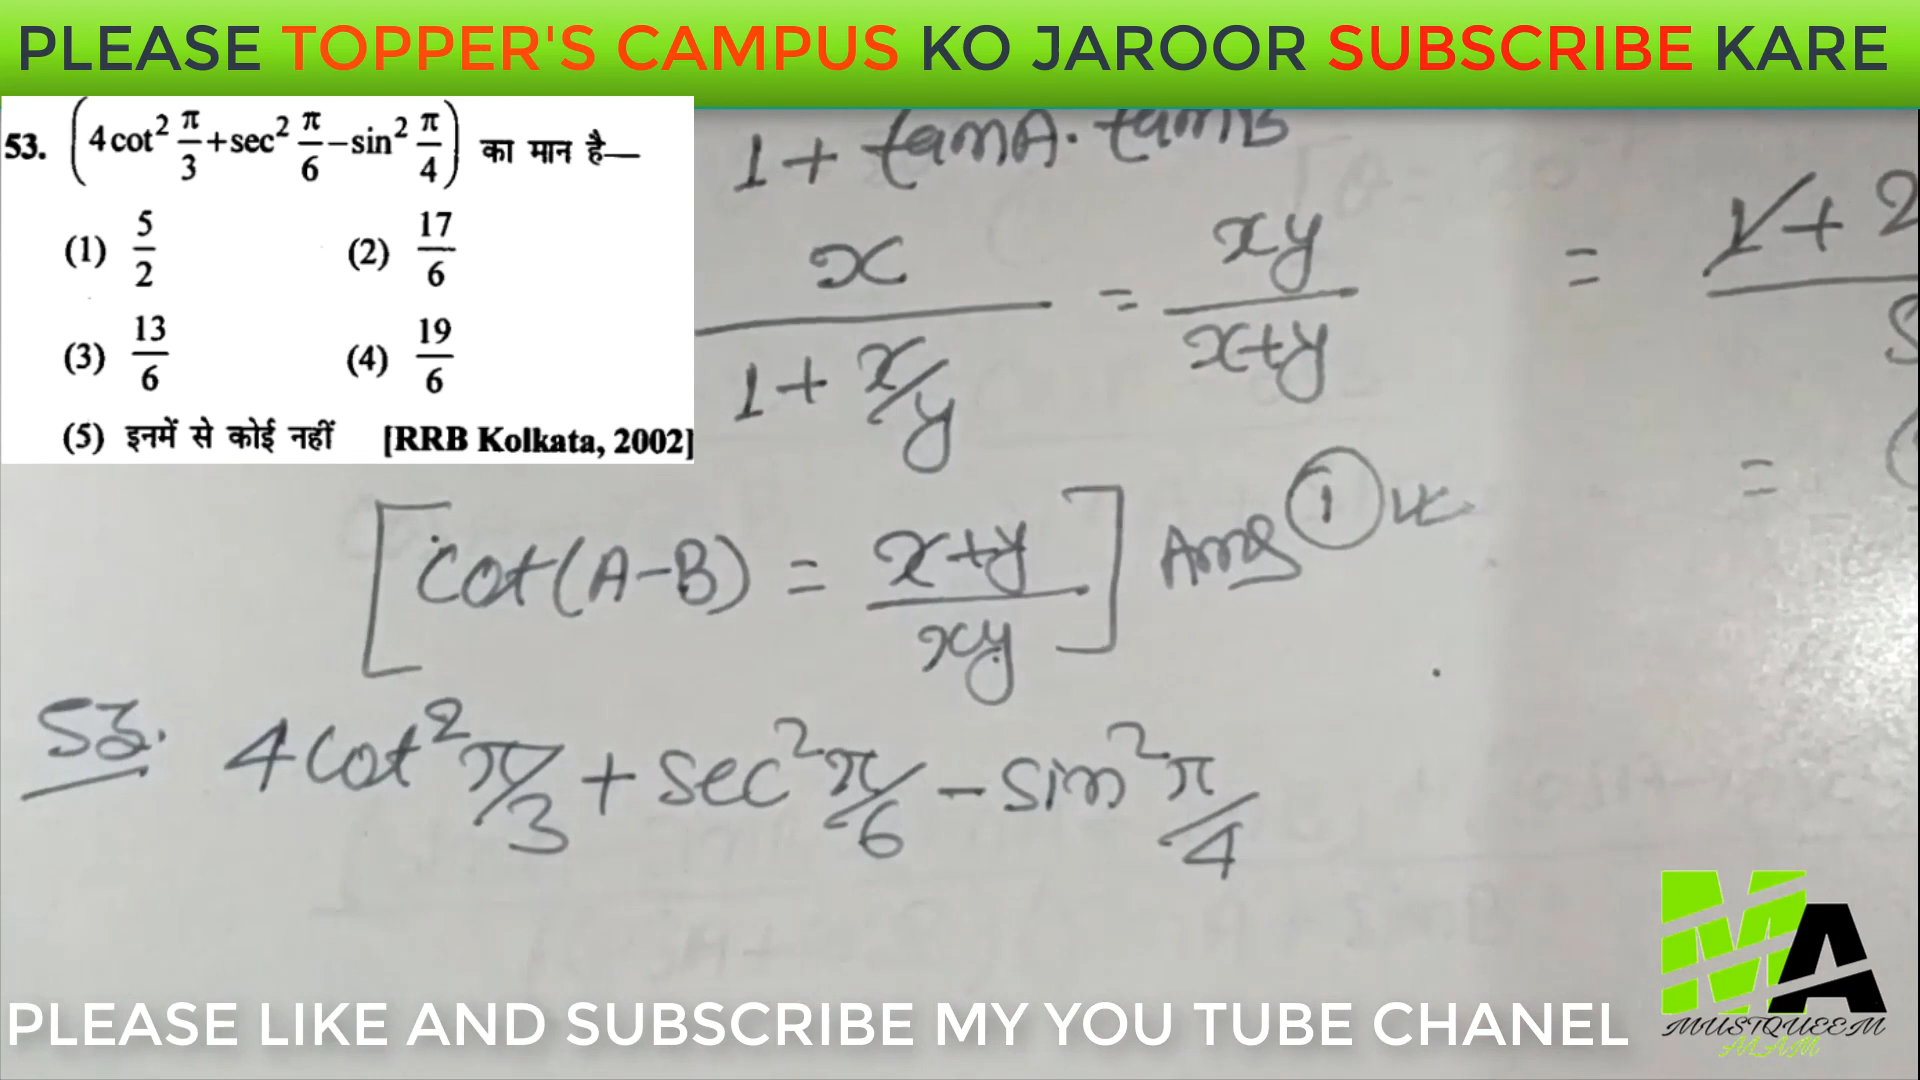 PLEASE TOPPER'S CAMPUS KO JAROOR SUBSCRIBE KARE
53. (4cot² π/3 + sec² π/6 − sin² π/4) का मान है—
(1) 5/2 (2) 17/6
(3) 13/6 (4) 19/6
(5) इनमें से कोई नहीं [RRB Kolkata, 2002]
1 + tanA. tanB
x / 1 + x/y = xy / x+y
[cot(A−B) = x+y / xy] Ans (1)
53. 4cot² π/3 + sec² π/6 − sin² π/4
PLEASE LIKE AND SUBSCRIBE MY YOU TUBE CHANEL
MA
MUSTQUEEM
ALAM